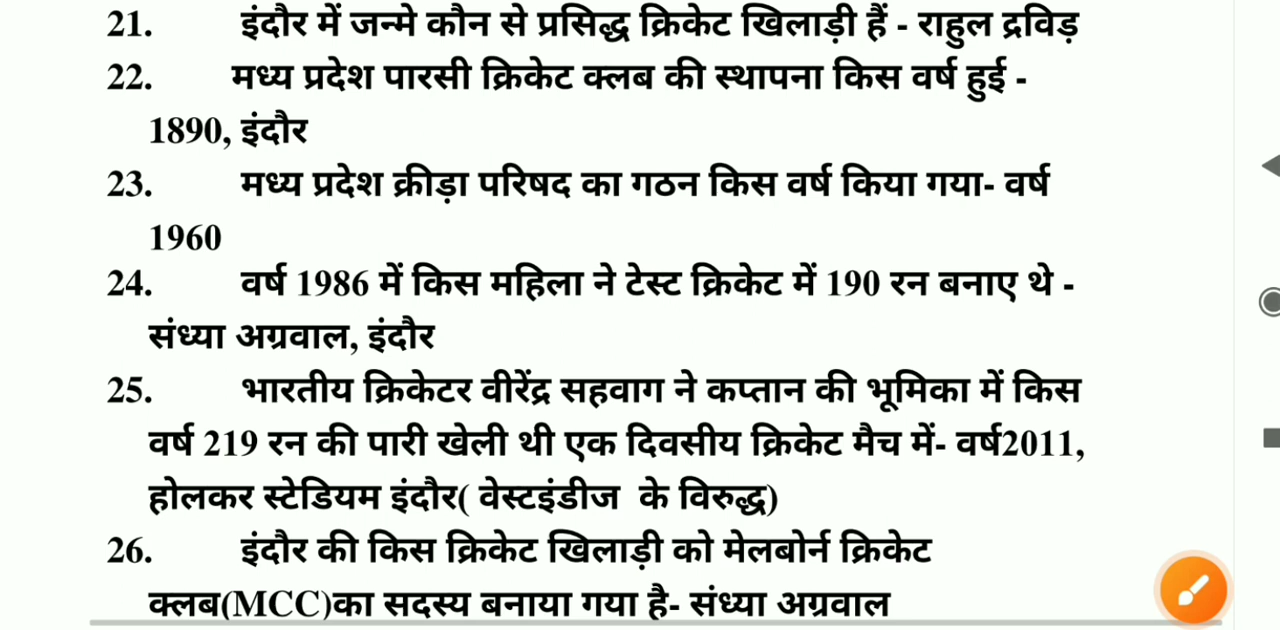 21. इंदौर में जन्मे कौन से प्रसिद्ध क्रिकेट खिलाड़ी हैं - राहुल द्रविड़
22. मध्य प्रदेश पारसी क्रिकेट क्लब की स्थापना किस वर्ष हुई -
1890, इंदौर
23. मध्य प्रदेश क्रीड़ा परिषद का गठन किस वर्ष किया गया- वर्ष
1960
24. वर्ष 1986 में किस महिला ने टेस्ट क्रिकेट में 190 रन बनाए थे -
संध्या अग्रवाल, इंदौर
25. भारतीय क्रिकेटर वीरेंद्र सहवाग ने कप्तान की भूमिका में किस
वर्ष 219 रन की पारी खेली थी एक दिवसीय क्रिकेट मैच में- वर्ष2011,
होलकर स्टेडियम इंदौर( वेस्टइंडीज के विरुद्ध)
26. इंदौर की किस क्रिकेट खिलाड़ी को मेलबोर्न क्रिकेट
क्लब(MCC)का सदस्य बनाया गया है- संध्या अग्रवाल